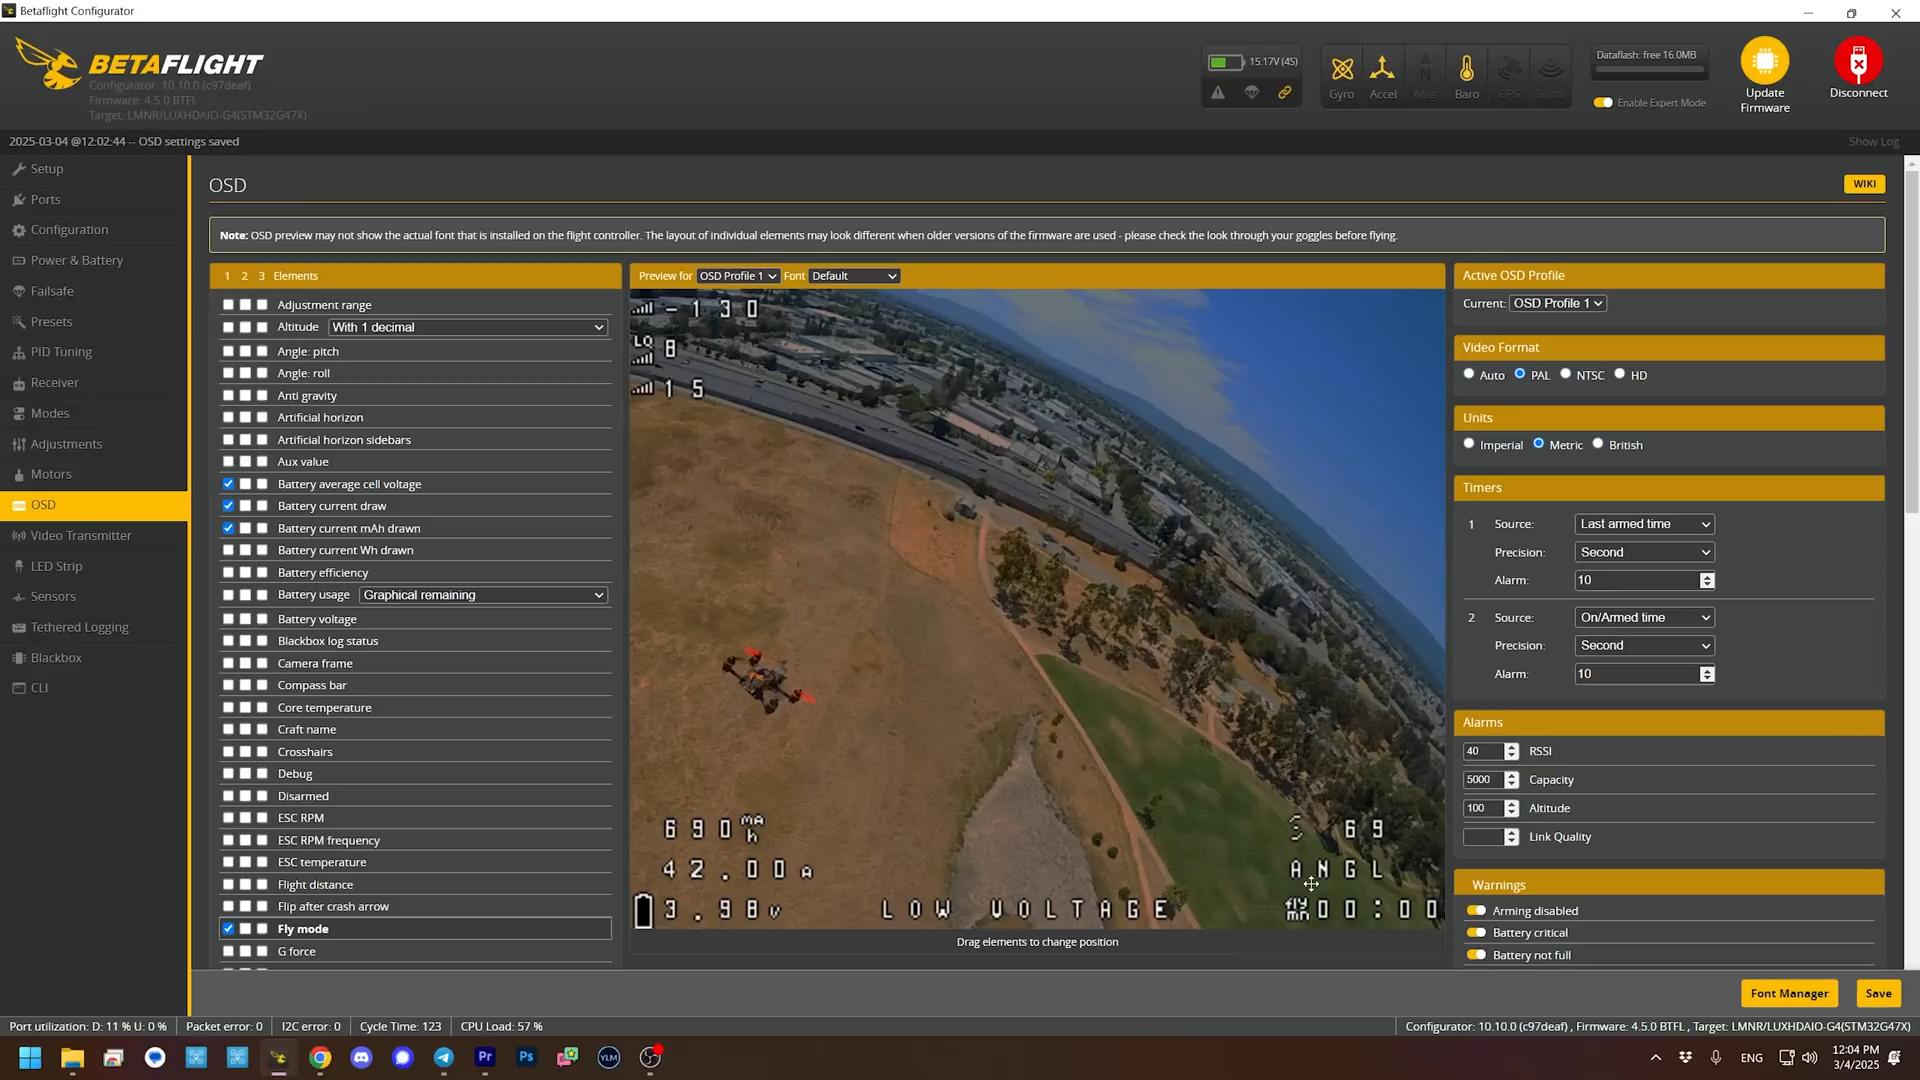 Betaflight Configurator
BETAFLIGHT
Configurator: 10.10.0 (c97deaf)
Firmware: 4.5.0 BTFL
Target: LMNR/LUXHDAIO-G4(STM32G47X)
15.17V (4S)
Gyro
Accel
Mag
Baro
GPS
Sonar
Dataflash: free 16.0MB
Enable Expert Mode
Update
Firmware
Disconnect
2025-03-04 @12:02:44 -- OSD settings saved
Show Log
Setup
Ports
Configuration
Power & Battery
Failsafe
Presets
PID Tuning
Receiver
Modes
Adjustments
Motors
OSD
Video Transmitter
LED Strip
Sensors
Tethered Logging
Blackbox
CLI
OSD
WIKI
Note: OSD preview may not show the actual font that is installed on the flight controller. The layout of individual elements may look different when older versions of the firmware are used - please check the look through your goggles before flying.
1 2 3 Elements
Adjustment range
Altitude With 1 decimal
Angle: pitch
Angle: roll
Anti gravity
Artificial horizon
Artificial horizon sidebars
Aux value
Battery average cell voltage
Battery current draw
Battery current mAh drawn
Battery current Wh drawn
Battery efficiency
Battery usage Graphical remaining
Battery voltage
Blackbox log status
Camera frame
Compass bar
Core temperature
Craft name
Crosshairs
Debug
Disarmed
ESC RPM
ESC RPM frequency
ESC temperature
Flight distance
Flip after crash arrow
Fly mode
G force
Preview for OSD Profile 1 Font Default
-130
LQ 8
15
690 mAh
69
42.00A
ANGL
3.98V
LOW VOLTAGE
fly mn 00:00
Drag elements to change position
Active OSD Profile
Current: OSD Profile 1
Video Format
Auto PAL NTSC HD
Units
Imperial Metric British
Timers
1 Source: Last armed time
Precision: Second
Alarm: 10
2 Source: On/Armed time
Precision: Second
Alarm: 10
Alarms
40 RSSI
5000 Capacity
100 Altitude
Link Quality
Warnings
Arming disabled
Battery critical
Battery not full
Font Manager
Save
Port utilization: D: 11 % U: 0 %
Packet error: 0
I2C error: 0
Cycle Time: 123
CPU Load: 57 %
Configurator: 10.10.0 (c97deaf) , Firmware: 4.5.0 BTFL , Target: LMNR/LUXHDAIO-G4(STM32G47X)
Pr
Ps
YLM
ENG
12:04 PM
3/4/2025